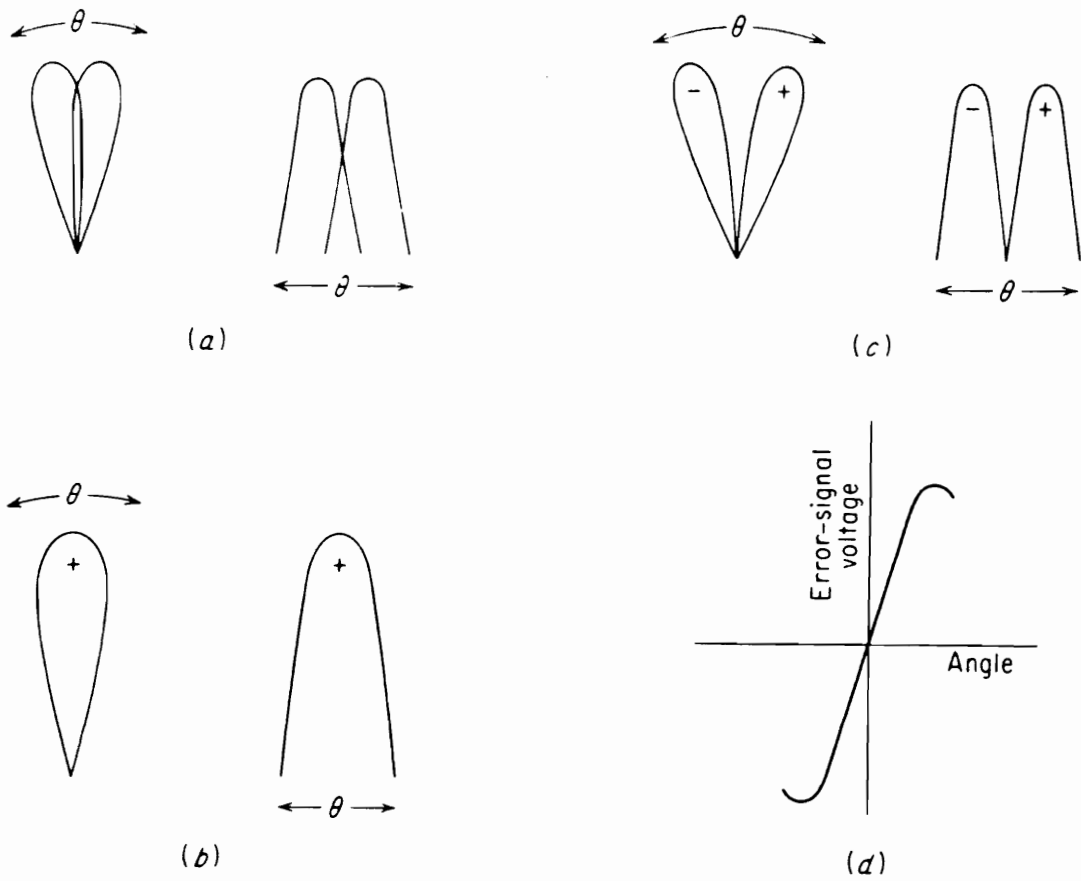 θ
θ
(a)
θ
θ
(c)
θ
+
+
θ
(b)
- +
- +
Error-signal
voltage
Angle
(d)